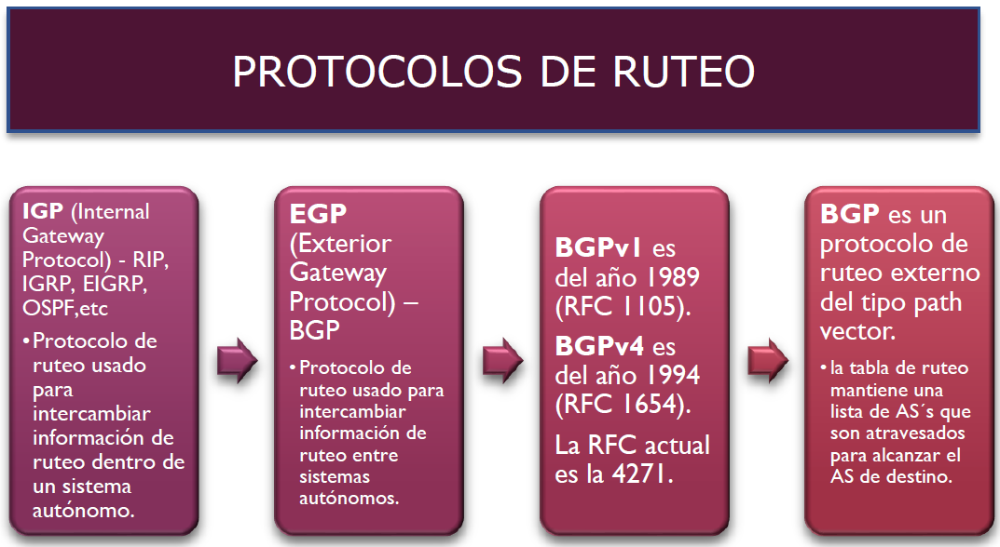 PROTOCOLOS DE RUTEO
IGP (Internal
Gateway
Protocol) - RIP,
IGRP, EIGRP,
OSPF,etc
•Protocolo de
ruteo usado
para
intercambiar
información de
ruteo dentro de
un sistema
autónomo.
EGP
(Exterior
Gateway
Protocol) –
BGP
•Protocolo de
ruteo usado para
intercambiar
información de
ruteo entre
sistemas
autónomos.
BGPv1 es
del año 1989
(RFC 1105).
BGPv4 es
del año 1994
(RFC 1654).
La RFC actual
es la 4271.
BGP es un
protocolo de
ruteo externo
del tipo path
vector.
•la tabla de ruteo
mantiene una
lista de AS´s que
son atravesados
para alcanzar el
AS de destino.